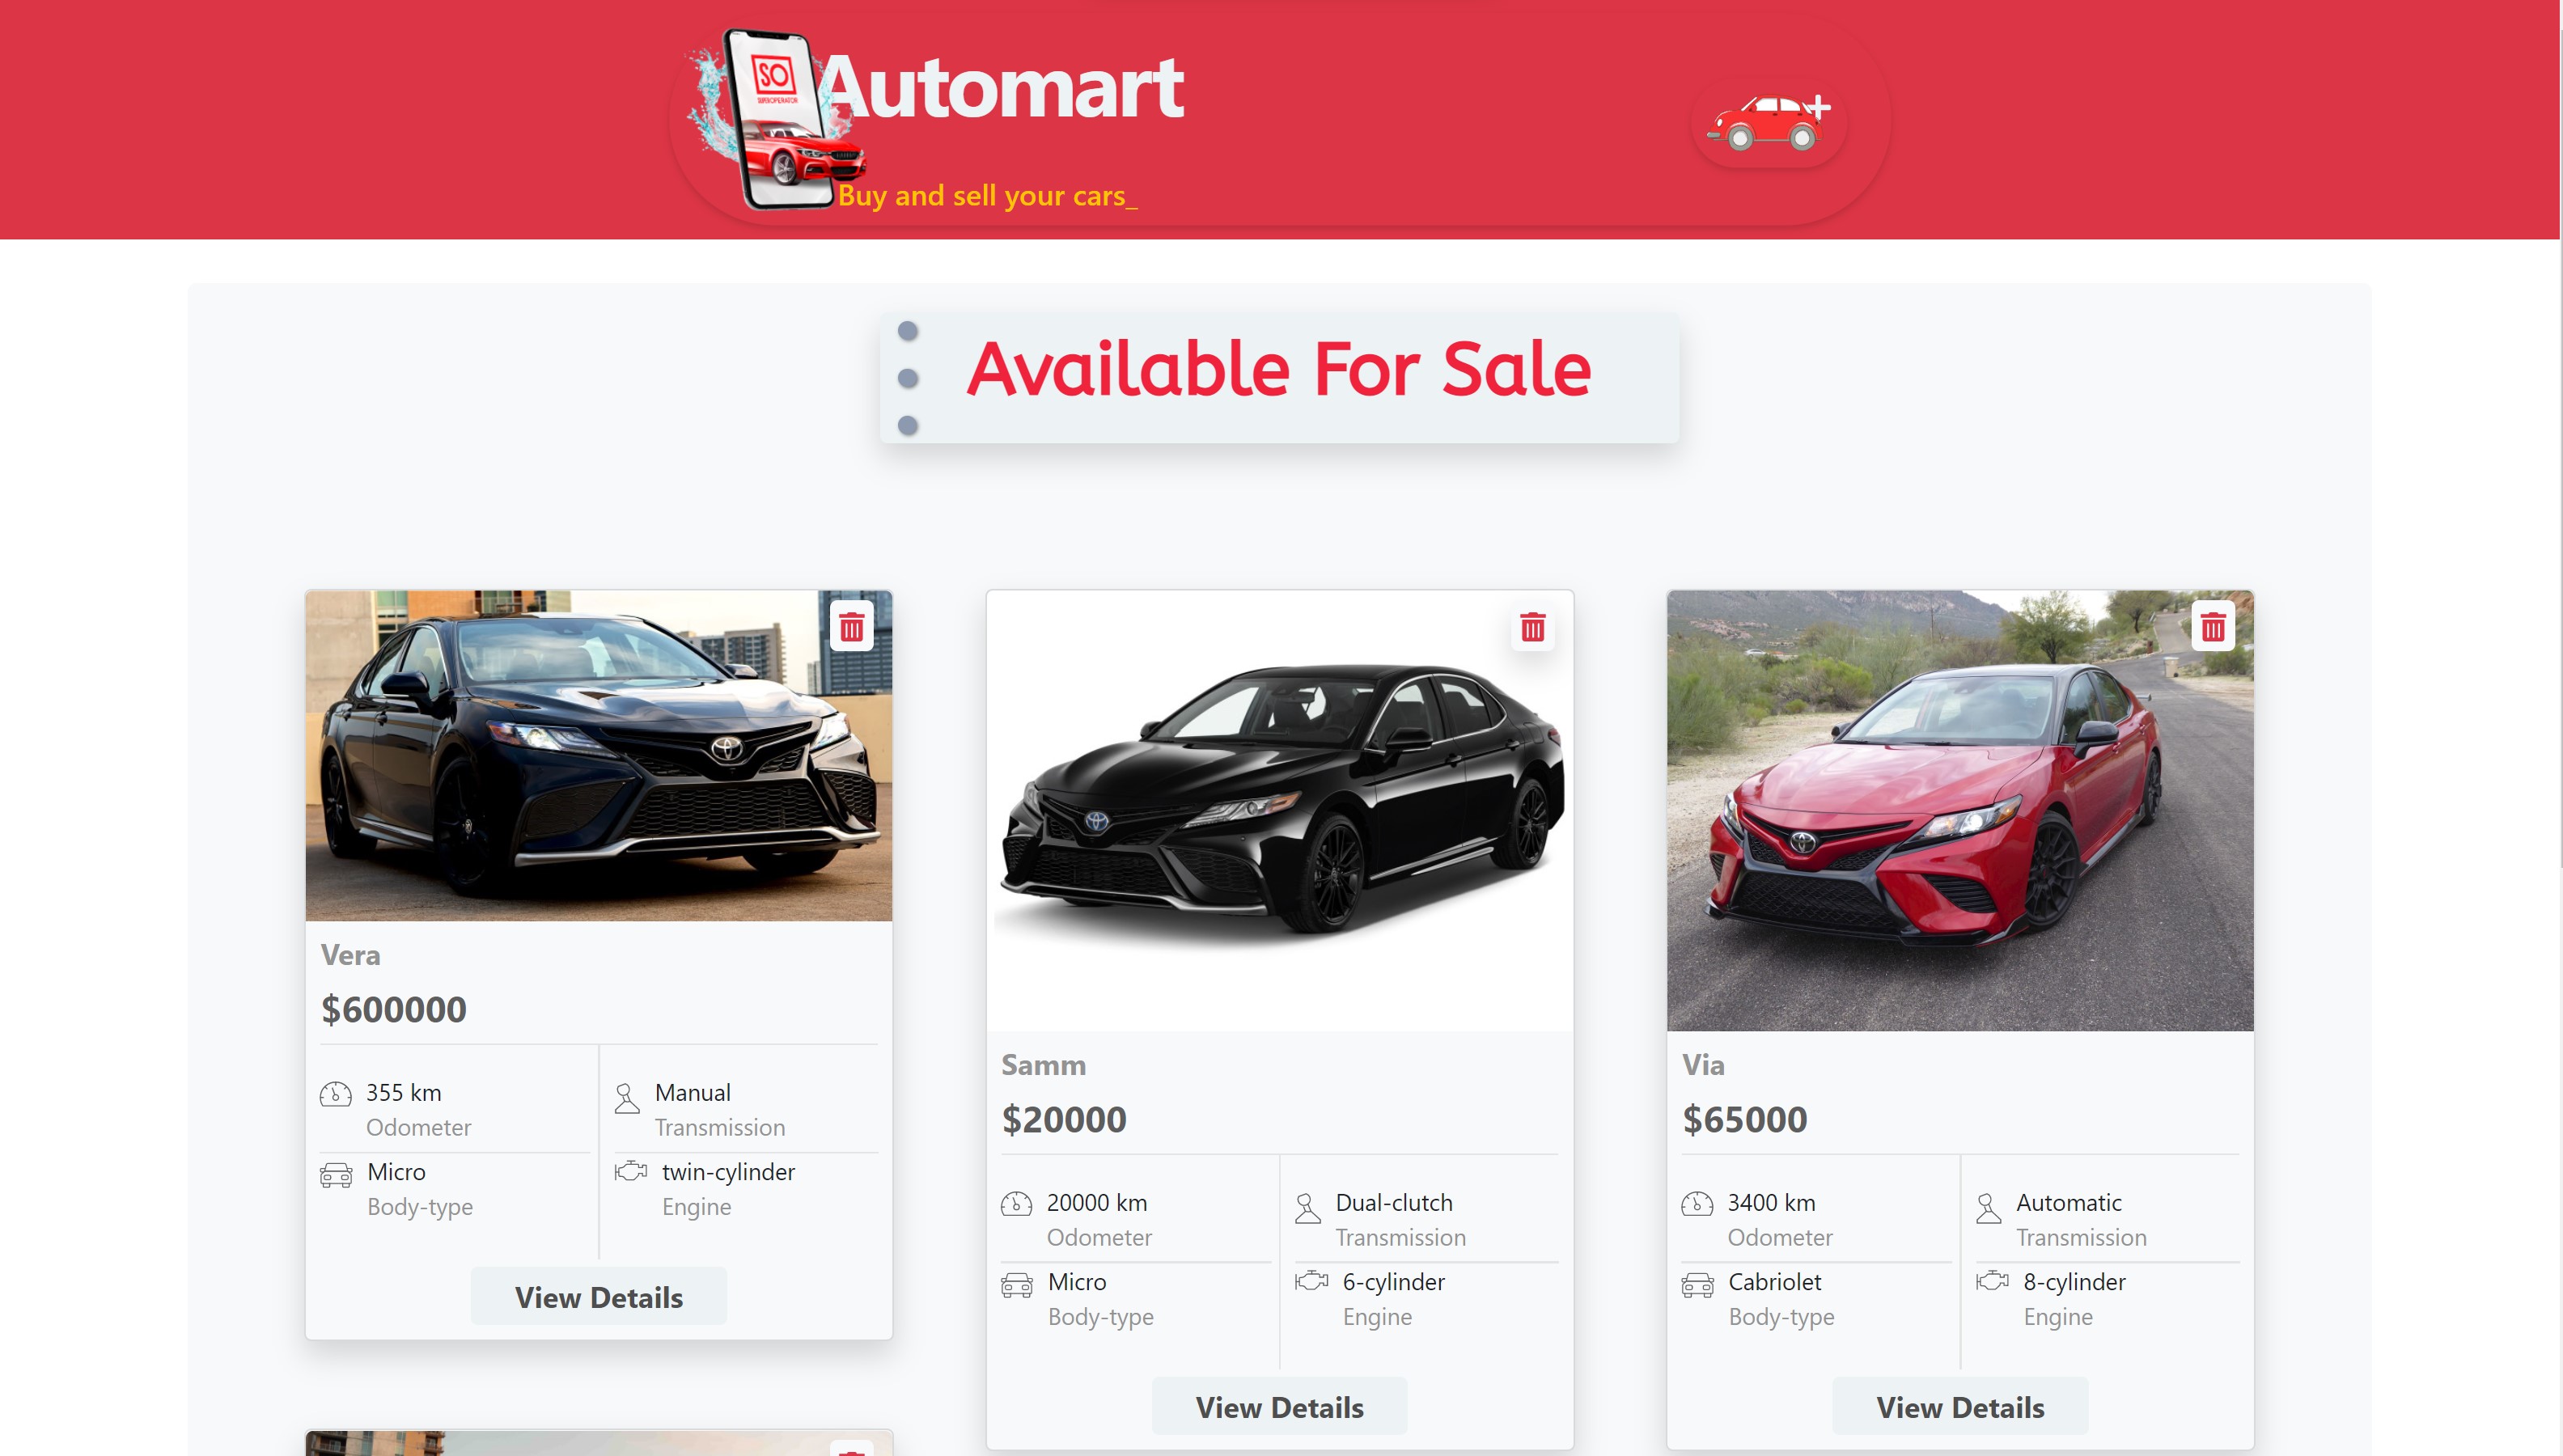 SO
SUPEROPERATOR
Automart
Buy and sell your cars_
Available For Sale
Vera
$600000
355 km
Odometer
Manual
Transmission
Micro
Body-type
twin-cylinder
Engine
View Details
Samm
$20000
20000 km
Odometer
Dual-clutch
Transmission
Micro
Body-type
6-cylinder
Engine
View Details
Via
$65000
3400 km
Odometer
Automatic
Transmission
Cabriolet
Body-type
8-cylinder
Engine
View Details